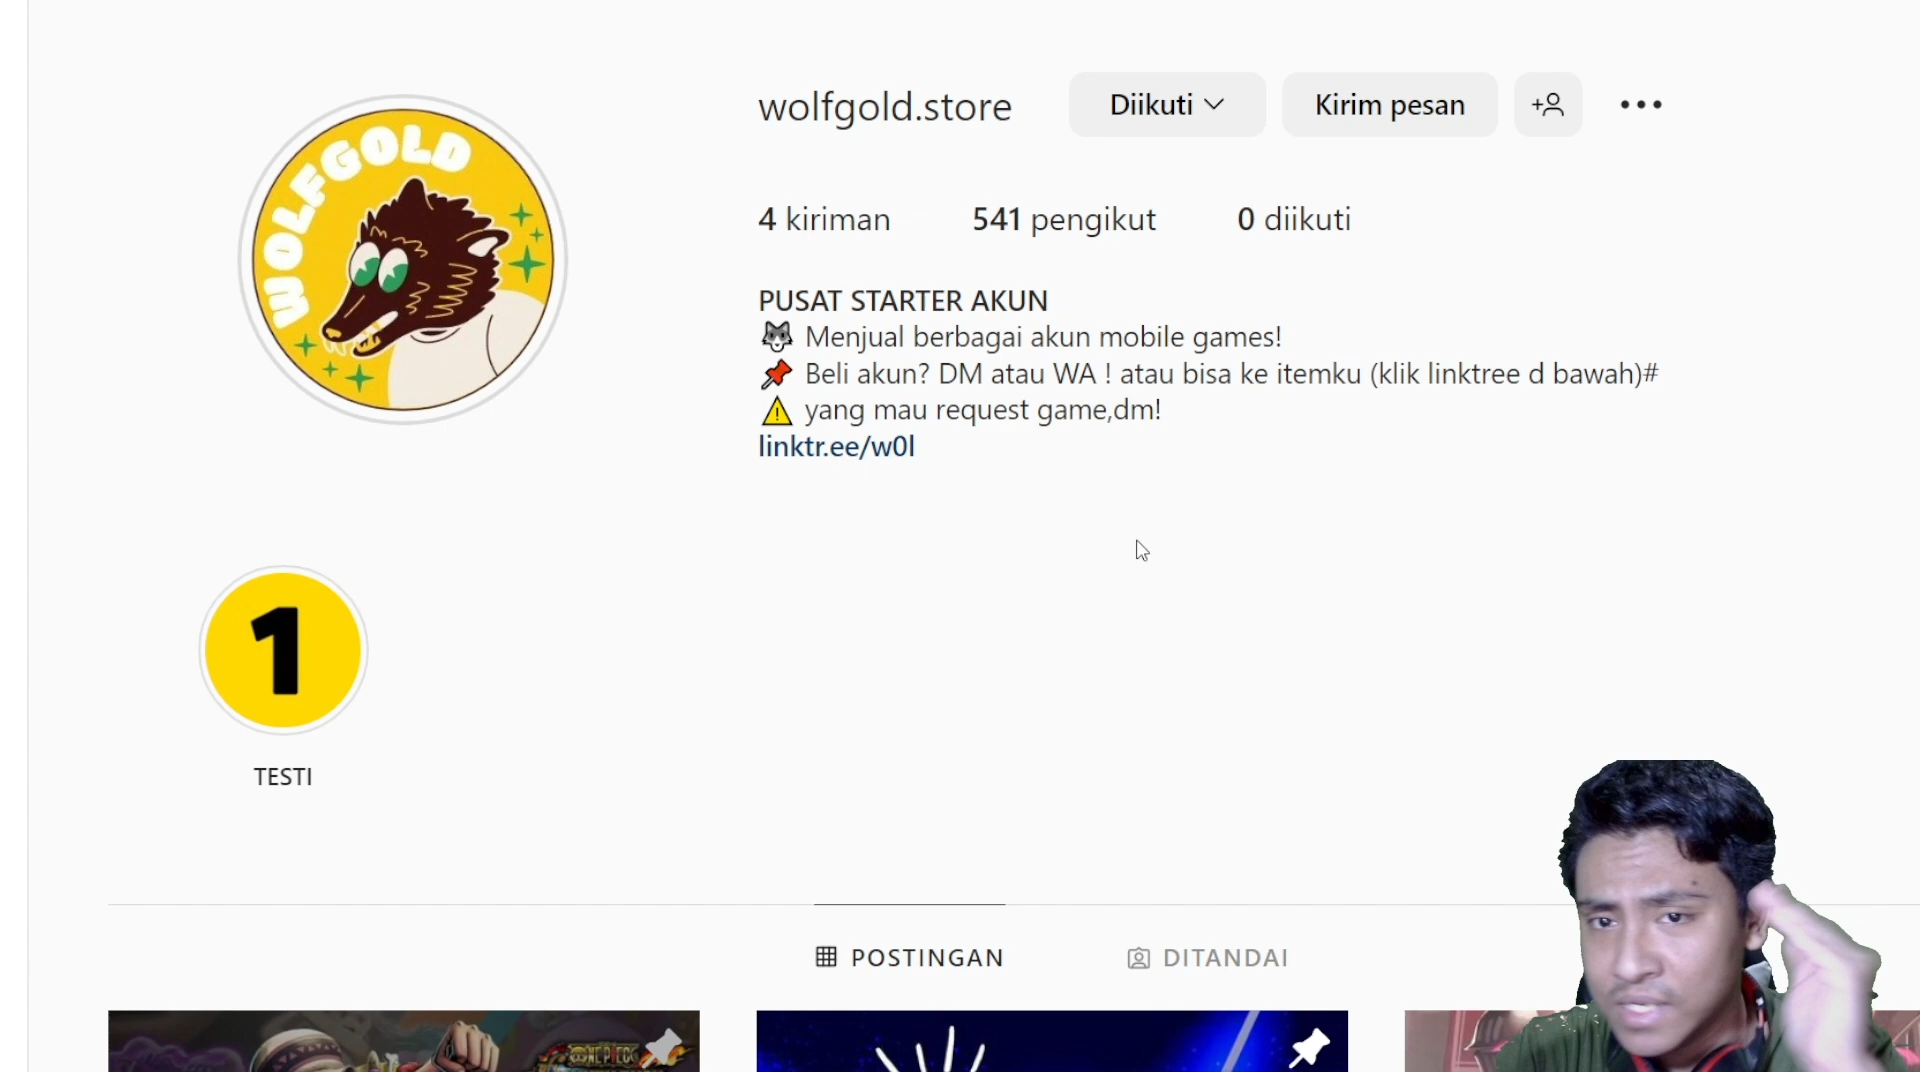 WOLFGOLD
wolfgold.store
Diikuti
Kirim pesan
4 kiriman
541 pengikut
0 diikuti
PUSAT STARTER AKUN
🐺 Menjual berbagai akun mobile games!
📌 Beli akun? DM atau WA ! atau bisa ke itemku (klik linktree d bawah)#
⚠️ yang mau request game,dm!
linktr.ee/w0l
1
TESTI
POSTINGAN
DITANDAI
ONE PIECE